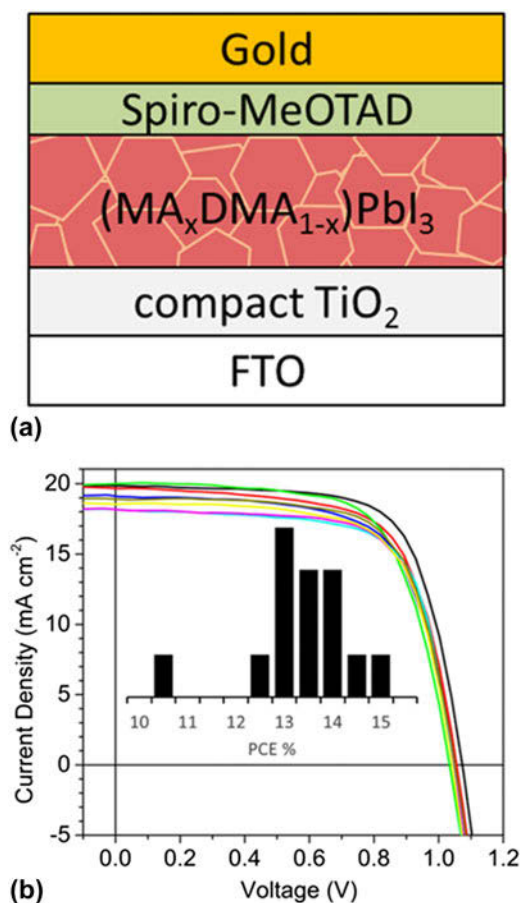 Gold
Spiro-MeOTAD
(MAₓDMA₁₋ₓ)PbI₃
compact TiO₂
FTO
(a)
20
15
10
5
0
-5
Current Density (mA cm⁻²)
10 11 12 13 14 15
PCE %
0.0 0.2 0.4 0.6 0.8 1.0 1.2
Voltage (V)
(b)